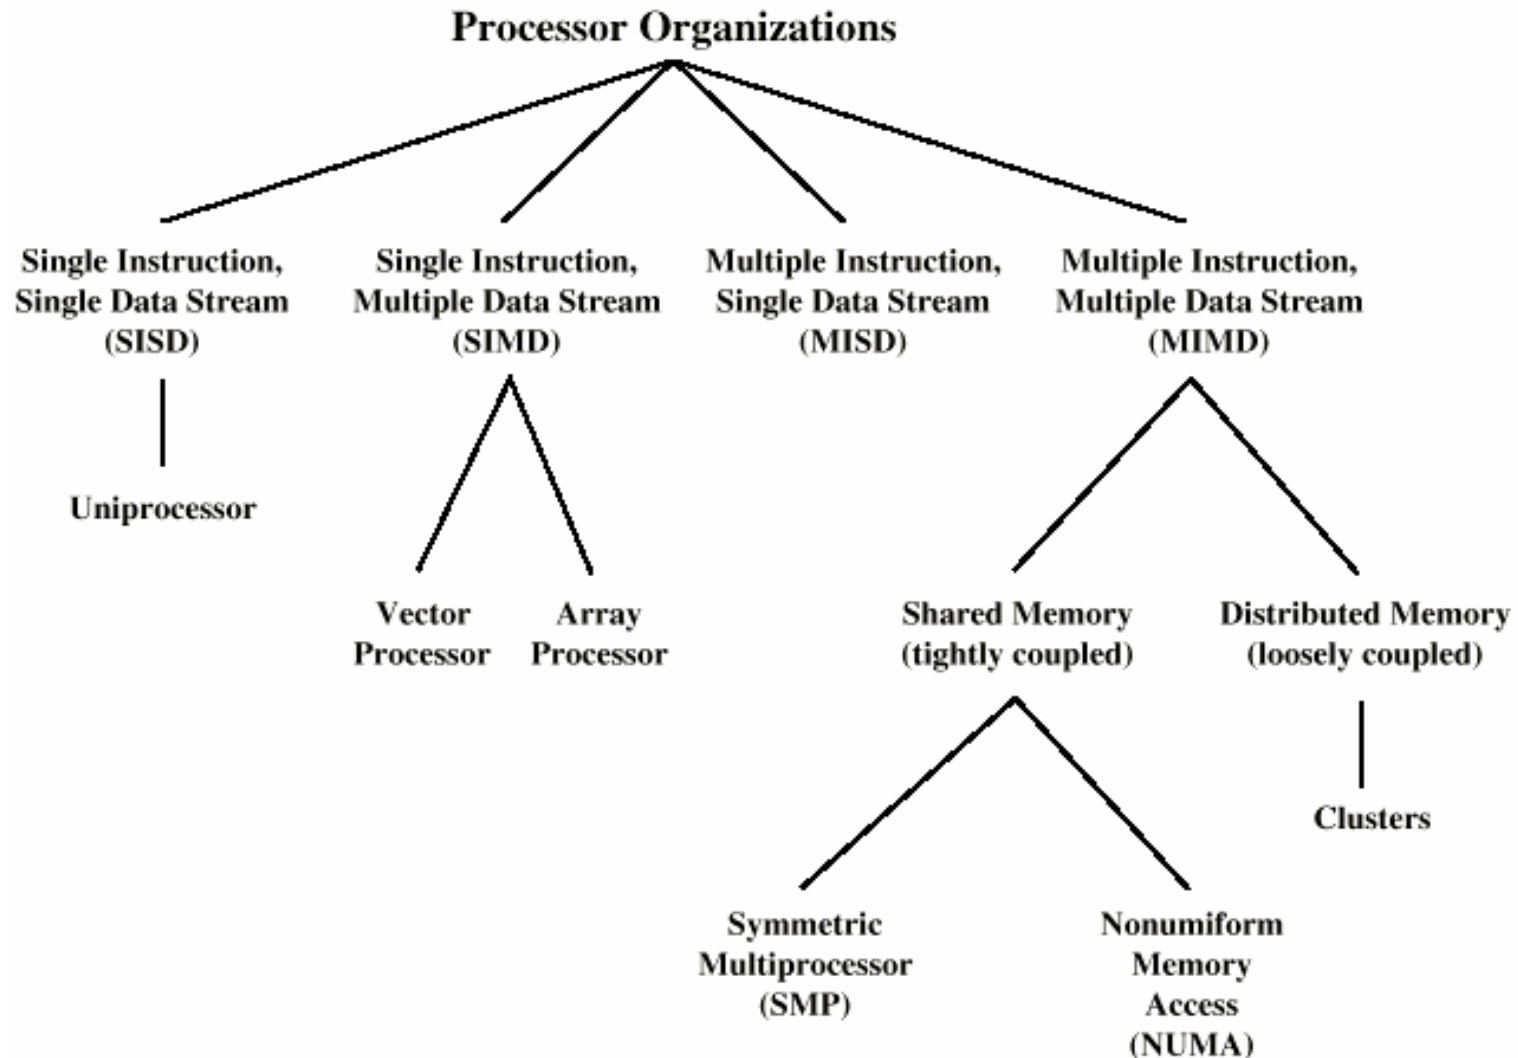 Processor Organizations
Single Instruction,
Single Data Stream
(SISD)
Single Instruction,
Multiple Data Stream
(SIMD)
Multiple Instruction,
Single Data Stream
(MISD)
Multiple Instruction,
Multiple Data Stream
(MIMD)
Uniprocessor
Vector
Processor
Array
Processor
Shared Memory
(tightly coupled)
Distributed Memory
(loosely coupled)
Clusters
Symmetric
Multiprocessor
(SMP)
Nonumiform
Memory
Access
(NUMA)